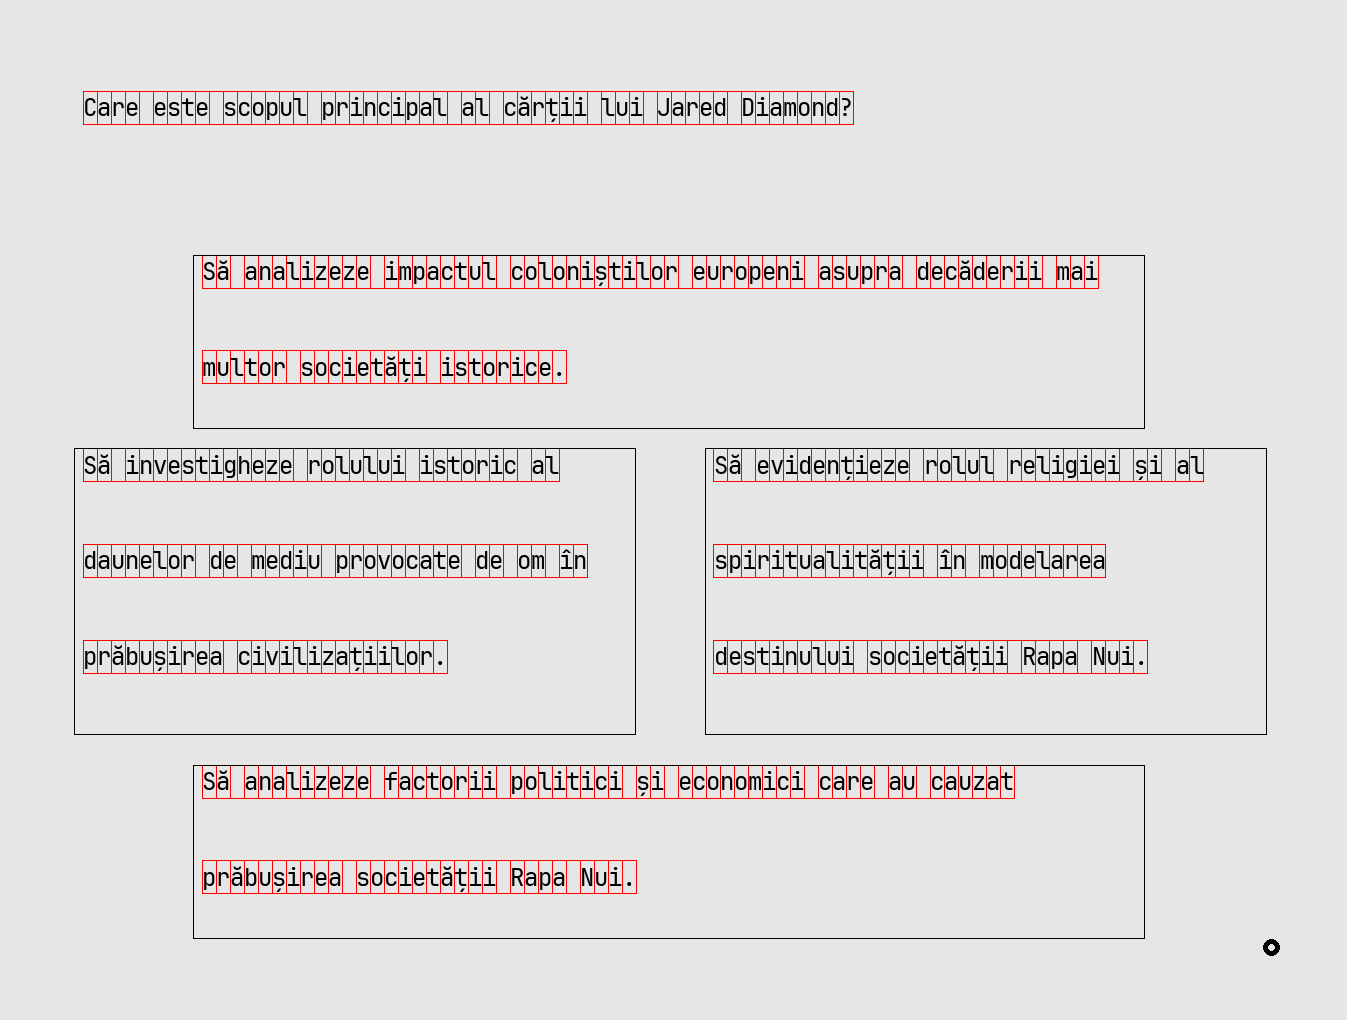 Care este scopul principal al cărții lui Jared Diamond?
Să analizeze impactul coloniștilor europeni asupra decăderii mai
multor societăți istorice.
Să investigheze rolului istoric al
daunelor de mediu provocate de om în
prăbușirea civilizațiilor.
Să evidențieze rolul religiei și al
spiritualității în modelarea
destinului societății Rapa Nui.
Să analizeze factorii politici și economici care au cauzat
prăbușirea societății Rapa Nui.